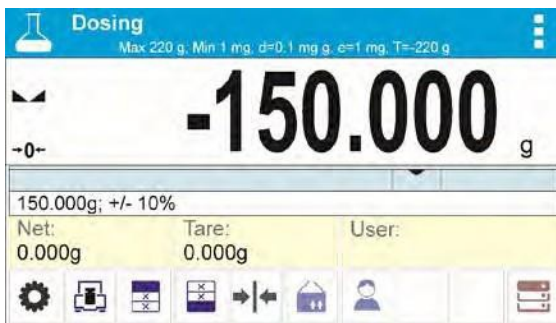 Dosing
Max 220 g; Min 1 mg, d=0.1 mg g, e=1 mg, T=-220 g
-150.000 g
→0←
150.000g; +/- 10%
Net: Tare: User:
0.000g 0.000g